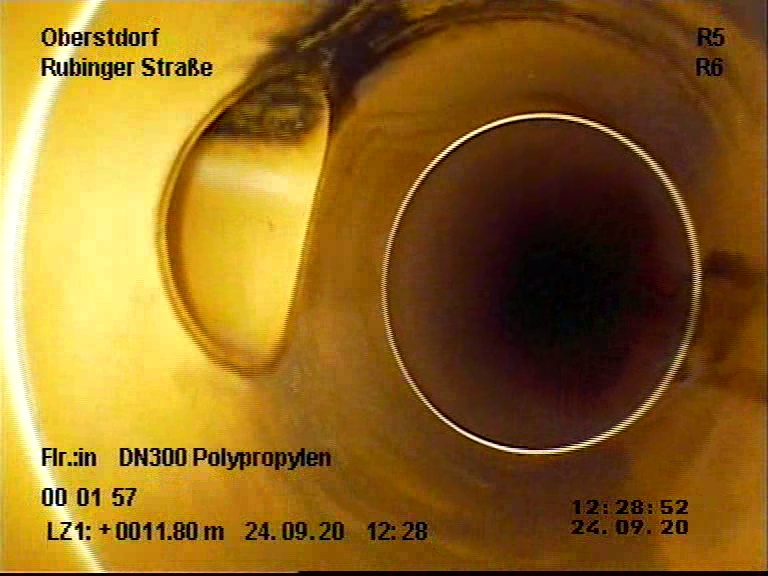 Oberstdorf
Rubinger Straße
R5
R6
Flr.:in DN300 Polypropylen
00 01 57
LZ1: +0011.80 m 24.09.20 12:28
12:28:52
24.09.20